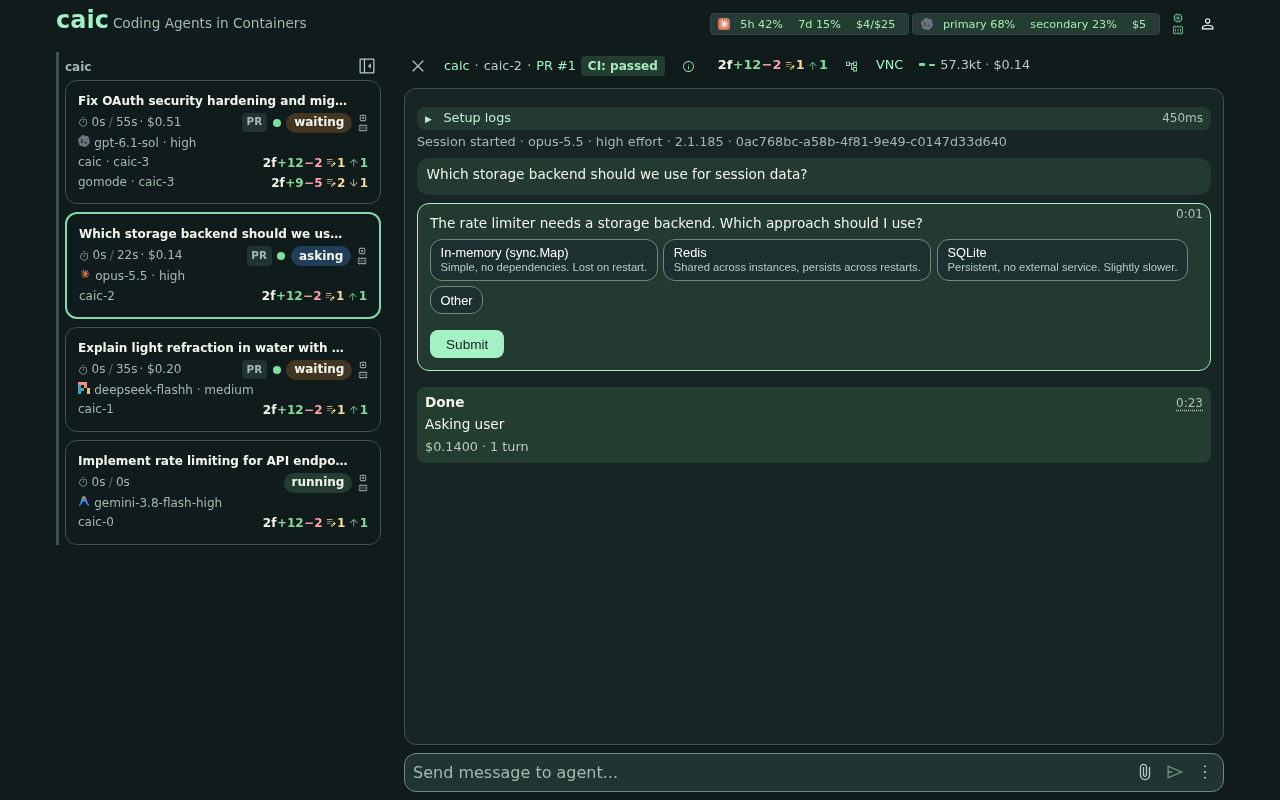 caic Coding Agents in Containers
5h 42% 7d 15% $4/$25
primary 68% secondary 23% $5
caic
Fix OAuth security hardening and mig…
0s / 55s · $0.51 PR waiting
gpt-6.1-sol · high
caic · caic-3 2f+12−2 1 ↑1
gomode · caic-3 2f+9−5 2 ↓1
Which storage backend should we us…
0s / 22s · $0.14 PR asking
opus-5.5 · high
caic-2 2f+12−2 1 ↑1
Explain light refraction in water with …
0s / 35s · $0.20 PR waiting
deepseek-flashh · medium
caic-1 2f+12−2 1 ↑1
Implement rate limiting for API endpo…
0s / 0s running
gemini-3.8-flash-high
caic-0 2f+12−2 1 ↑1
caic · caic-2 · PR #1 CI: passed 2f+12−2 1 ↑1 VNC 57.3kt · $0.14
▶ Setup logs 450ms
Session started · opus-5.5 · high effort · 2.1.185 · 0ac768bc-a58b-4f81-9e49-c0147d33d640
Which storage backend should we use for session data?
0:01
The rate limiter needs a storage backend. Which approach should I use?
In-memory (sync.Map)
Simple, no dependencies. Lost on restart.
Redis
Shared across instances, persists across restarts.
SQLite
Persistent, no external service. Slightly slower.
Other
Submit
Done 0:23
Asking user
$0.1400 · 1 turn
Send message to agent...